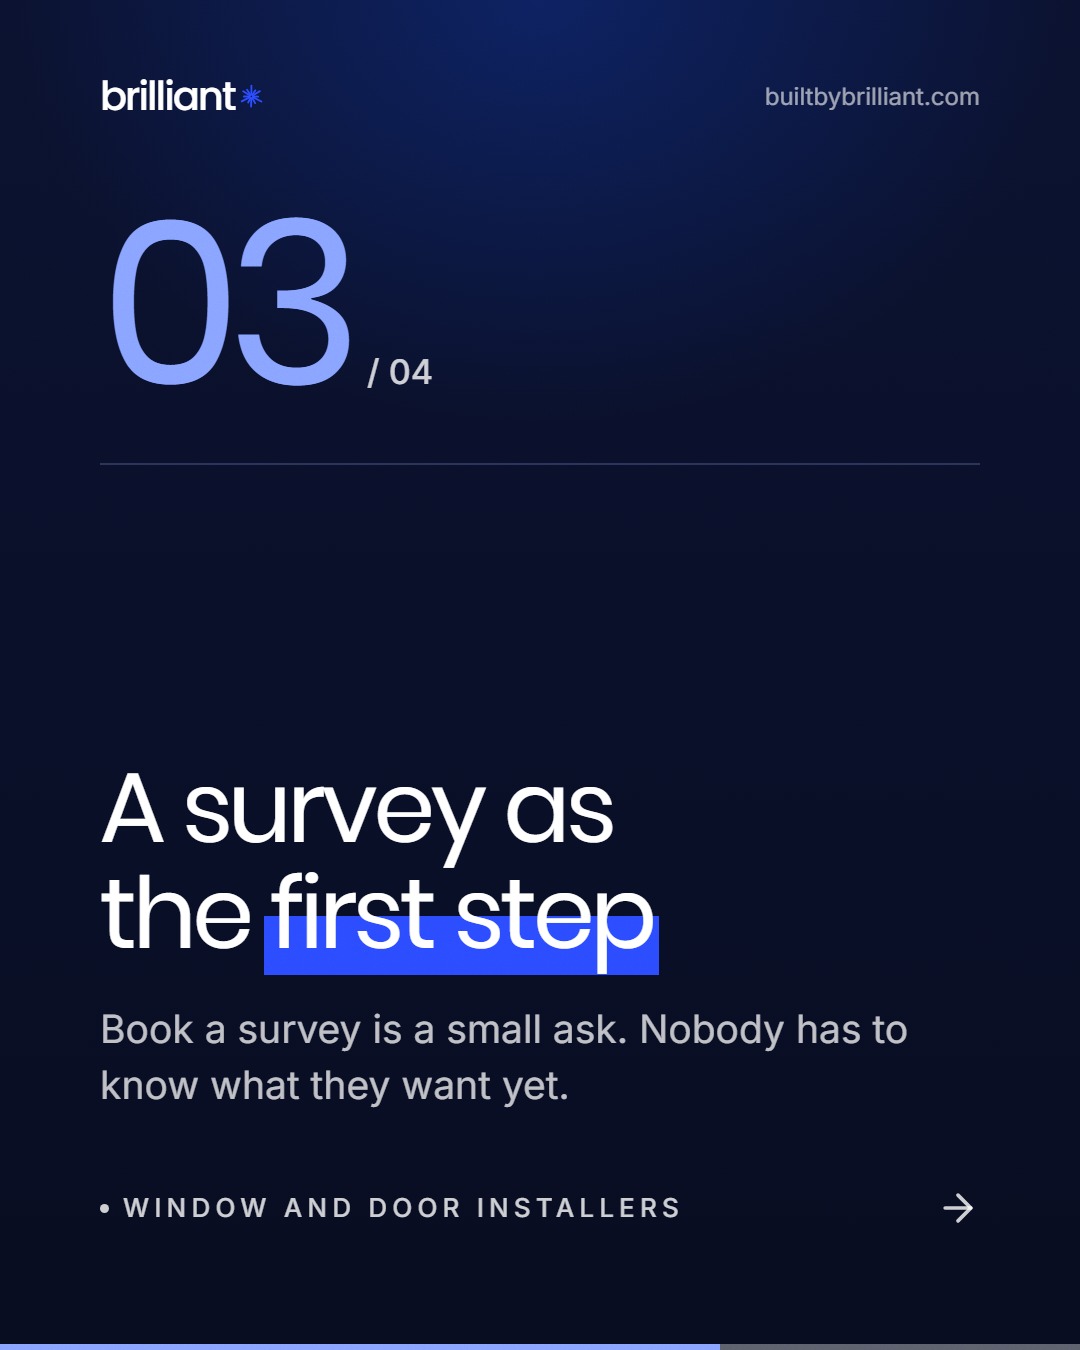 brilliant
builtbybrilliant.com
03 / 04
A survey as
the first step
Book a survey is a small ask. Nobody has to
know what they want yet.
• WINDOW AND DOOR INSTALLERS